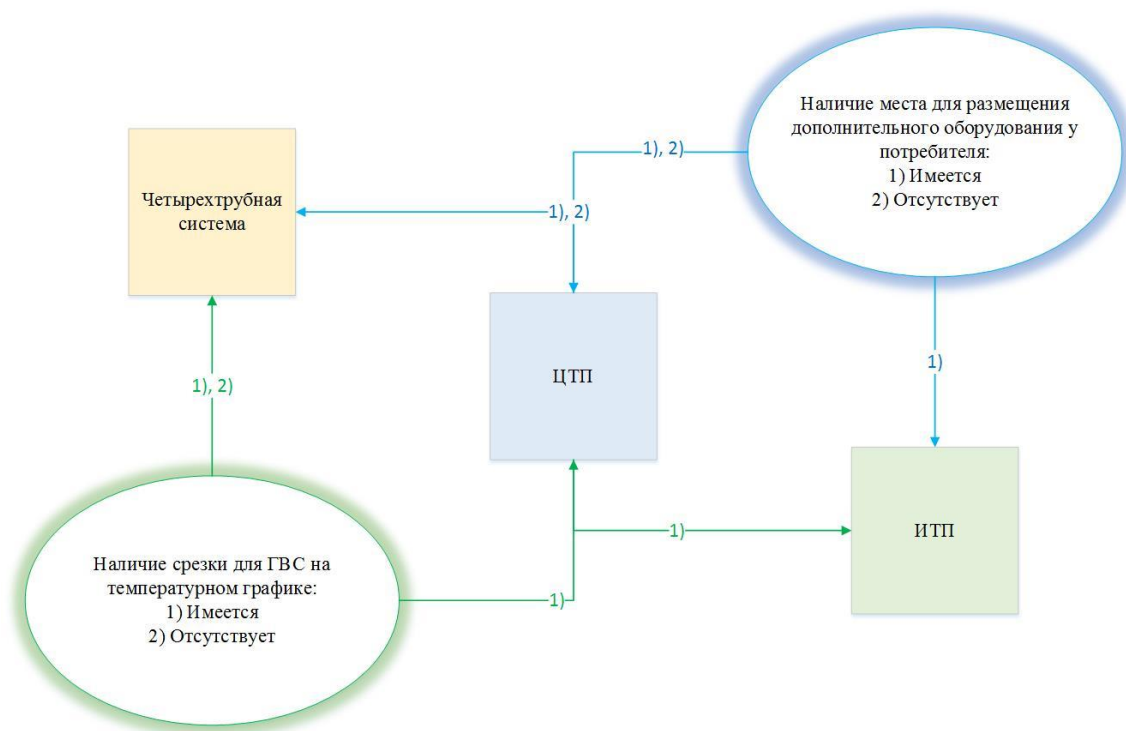 Наличие места для размещения
дополнительного оборудования у
потребителя:
1) Имеется
2) Отсутствует
1), 2)
Четырехтрубная
система
1), 2)
1)
ЦТП
1), 2)
ИТП
1)
Наличие срезки для ГВС на
температурном графике:
1) Имеется
2) Отсутствует
1)